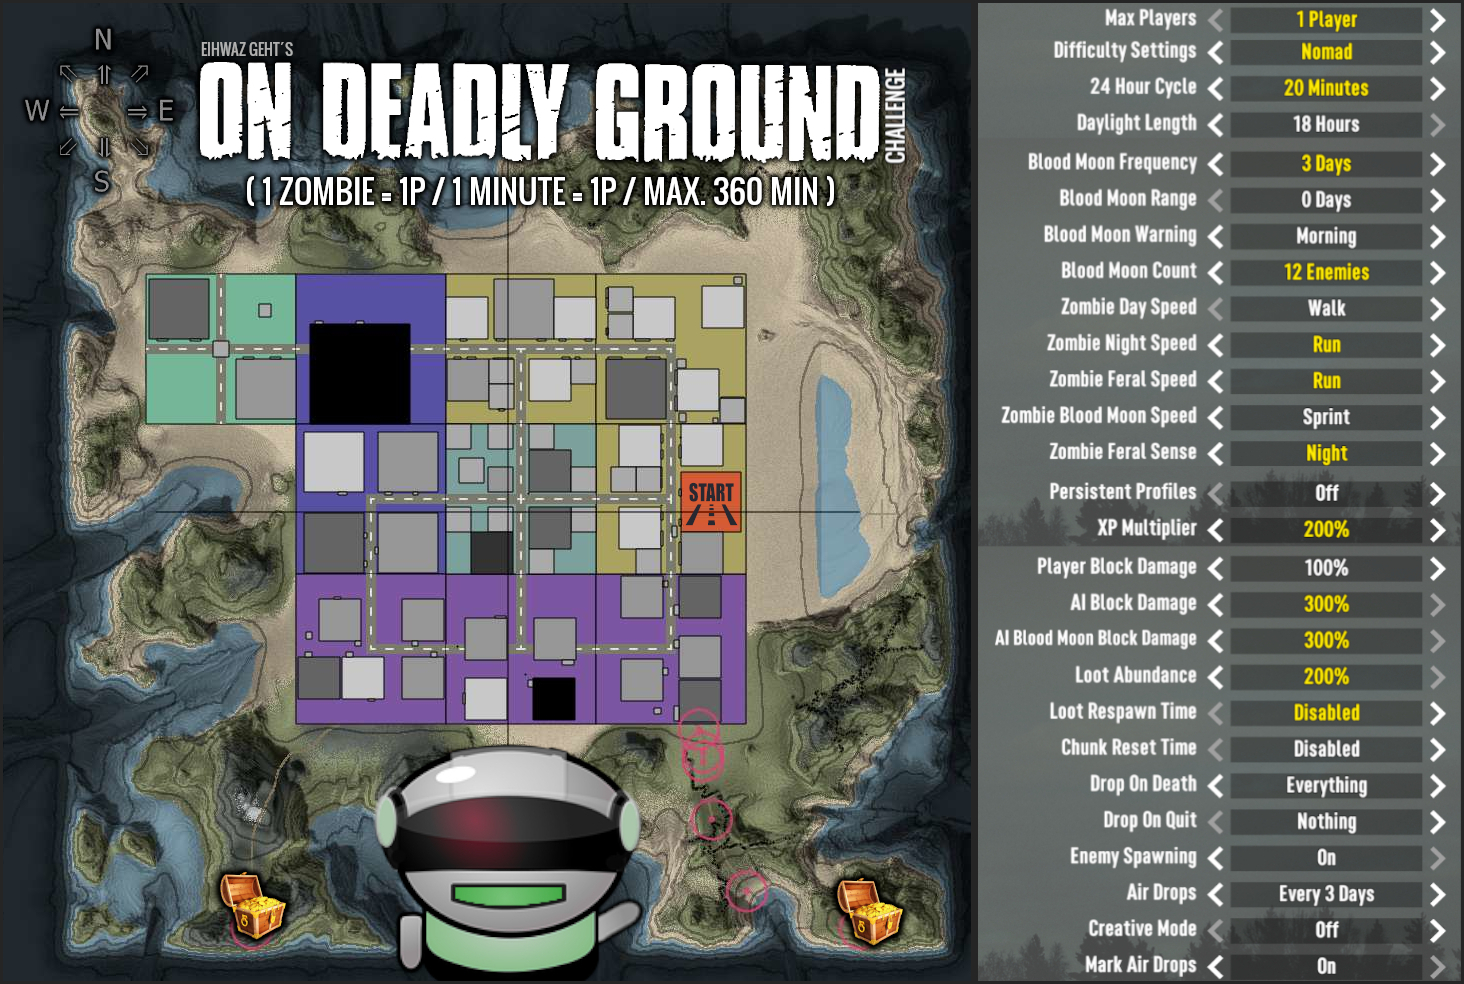 N
W
E
S
EIHWAZ GEHT'S
ON DEADLY GROUND
CHALLENGE
( 1 ZOMBIE = 1P / 1 MINUTE = 1P / MAX. 360 MIN )
START
Max Players 1 Player
Difficulty Settings Nomad
24 Hour Cycle 20 Minutes
Daylight Length 18 Hours
Blood Moon Frequency 3 Days
Blood Moon Range 0 Days
Blood Moon Warning Morning
Blood Moon Count 12 Enemies
Zombie Day Speed Walk
Zombie Night Speed Run
Zombie Feral Speed Run
Zombie Blood Moon Speed Sprint
Zombie Feral Sense Night
Persistent Profiles Off
XP Multiplier 200%
Player Block Damage 100%
AI Block Damage 300%
AI Blood Moon Block Damage 300%
Loot Abundance 200%
Loot Respawn Time Disabled
Chunk Reset Time Disabled
Drop On Death Everything
Drop On Quit Nothing
Enemy Spawning On
Air Drops Every 3 Days
Creative Mode Off
Mark Air Drops On